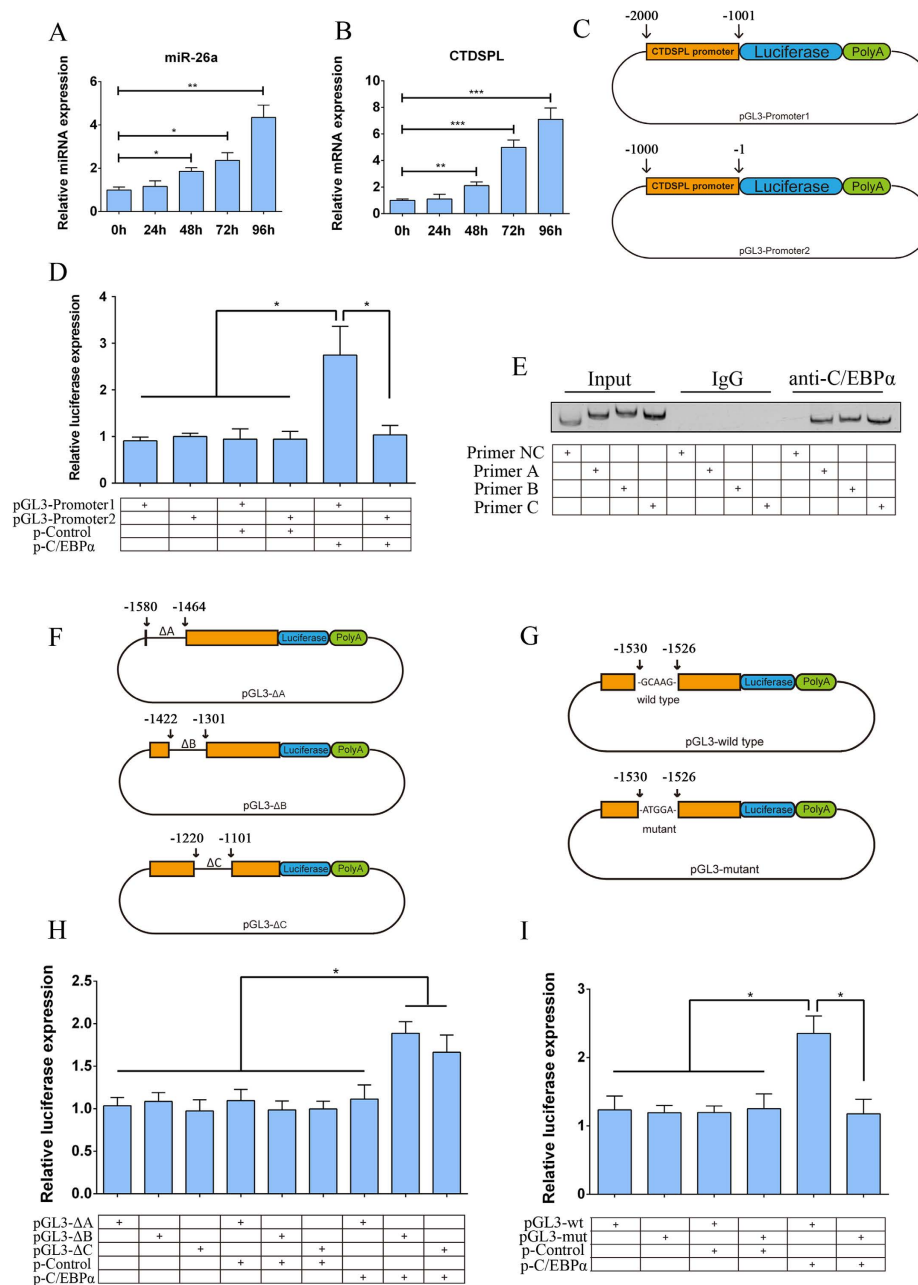 A
miR-26a
Relative miRNA expression
6
4
2
0
**
*
*
0h 24h 48h 72h 96h
B
CTDSPL
Relative mRNA expression
10
8
6
4
2
0
***
***
**
0h 24h 48h 72h 96h
C
-2000 -1001
CTDSPL promoter Luciferase PolyA
pGL3-Promoter1
-1000 -1
CTDSPL promoter Luciferase PolyA
pGL3-Promoter2
D
Relative luciferase expression
4
3
2
1
0
* *
pGL3-Promoter1 + + +
pGL3-Promoter2 + + +
p-Control + +
p-C/EBPα + +
E
Input IgG anti-C/EBPα
Primer NC + + +
Primer A + + +
Primer B + + +
Primer C + + +
F
-1580 -1464
ΔA
Luciferase PolyA
pGL3-ΔA
-1422 -1301
ΔB
Luciferase PolyA
pGL3-ΔB
-1220 -1101
ΔC
Luciferase PolyA
pGL3-ΔC
G
-1530 -1526
-GCAAG- Luciferase PolyA
wild type
pGL3-wild type
-1530 -1526
-ATGGA- Luciferase PolyA
mutant
pGL3-mutant
H
Relative luciferase expression
2.5
2.0
1.5
1.0
0.5
0.0
*
pGL3-ΔA + + +
pGL3-ΔB + + +
pGL3-ΔC + + +
p-Control + + +
p-C/EBPα + + +
I
Relative luciferase expression
3
2
1
0
* *
pGL3-wt + + +
pGL3-mut + + +
p-Control + +
p-C/EBPα + +